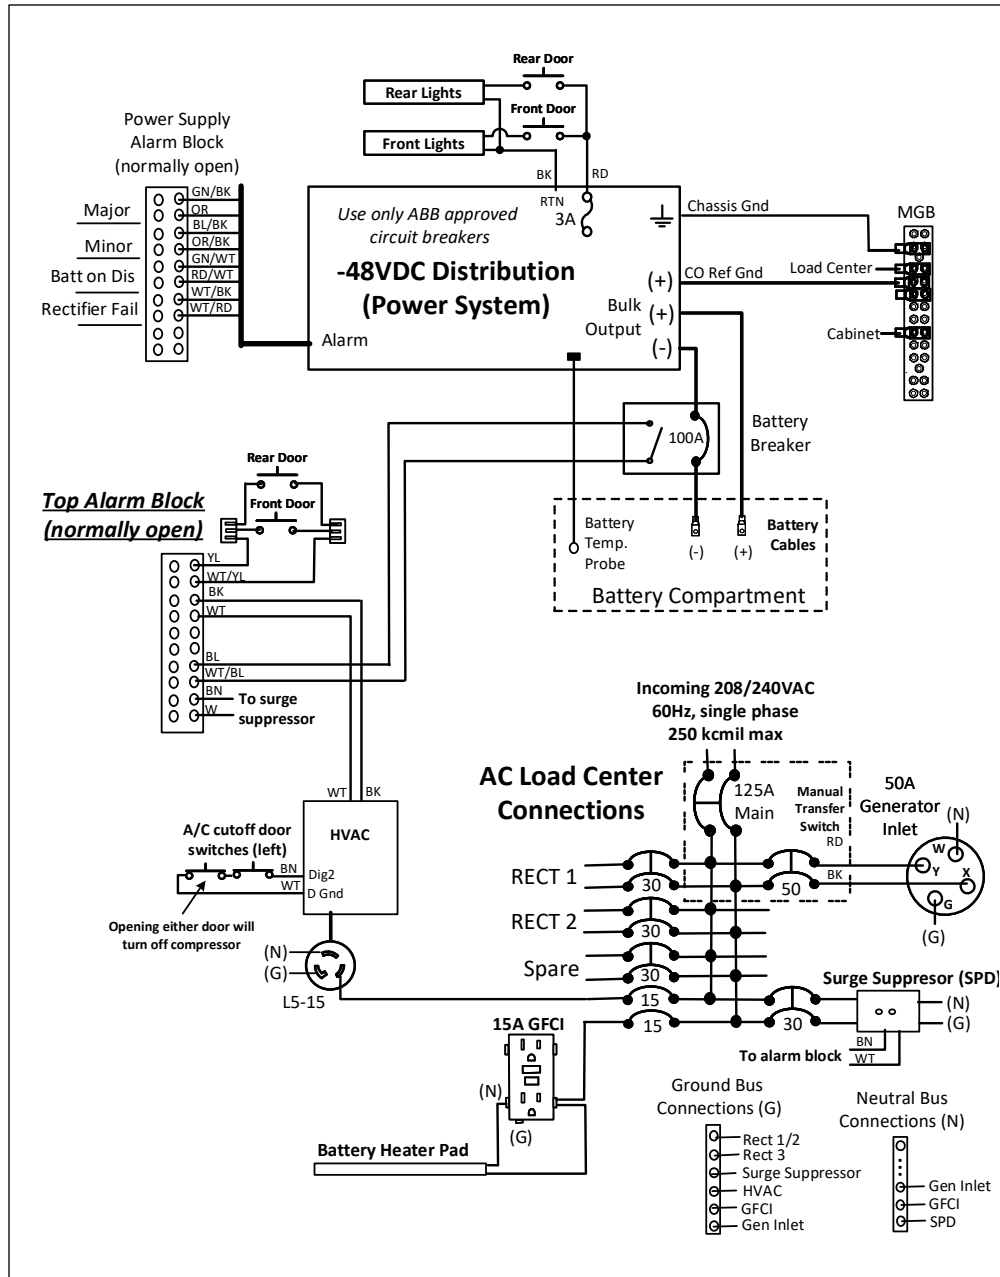 Rear Door
Rear Lights
Front Door
Front Lights
BK
RD
Power Supply
Alarm Block
(normally open)
GN/BK
Major
OR
BL/BK
Minor
OR/BK
GN/WT
Batt on Dis
RD/WT
WT/BK
Rectifier Fail
WT/RD
RTN
3A
Use only ABB approved
circuit breakers
-48VDC Distribution
(Power System)
Alarm
(+)
Bulk
Output
(+)
(-)
Chassis Gnd
CO Ref Gnd
MGB
Load Center
Cabinet
100A
Battery
Breaker
Battery
Temp.
Probe
(-)
(+)
Battery
Cables
Battery Compartment
Rear Door
Front Door
Top Alarm Block
(normally open)
YL
WT/YL
BK
WT
BL
WT/BL
BN
W
To surge
suppressor
Incoming 208/240VAC
60Hz, single phase
250 kcmil max
AC Load Center
Connections
125A
Main
Manual
Transfer
Switch
RD
BK
50A
Generator
Inlet
(N)
W
Y
X
G
(G)
RECT 1
30
50
RECT 2
30
Spare
30
15
15
30
WT
BK
HVAC
A/C cutoff door
switches (left)
BN
WT
Dig2
D Gnd
Opening either door will
turn off compressor
(N)
(G)
L5-15
Surge Suppresor (SPD)
(N)
(G)
BN
WT
To alarm block
15A GFCI
(N)
(G)
Battery Heater Pad
Ground Bus
Connections (G)
Rect 1/2
Rect 3
Surge Suppressor
HVAC
GFCI
Gen Inlet
Neutral Bus
Connections (N)
Gen Inlet
GFCI
SPD